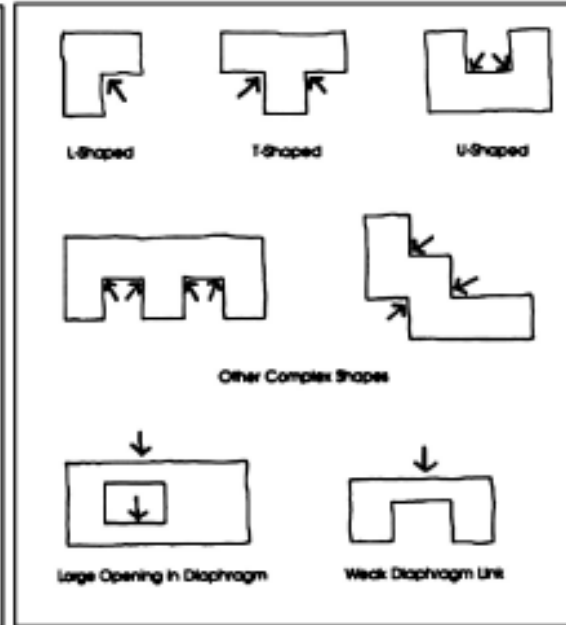 L-Shaped
T-Shaped
U-Shaped
Other Complex Shapes
Large Opening in Diaphragm
Weak Diaphragm Link